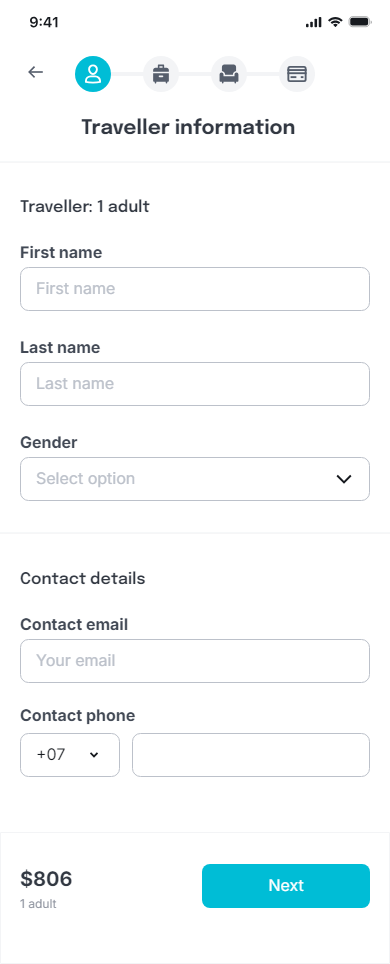 9:41
Traveller information
Traveller: 1 adult
First name
First name
Last name
Last name
Gender
Select option
Contact details
Contact email
Your email
Contact phone
+07
$806
Next
1 adult